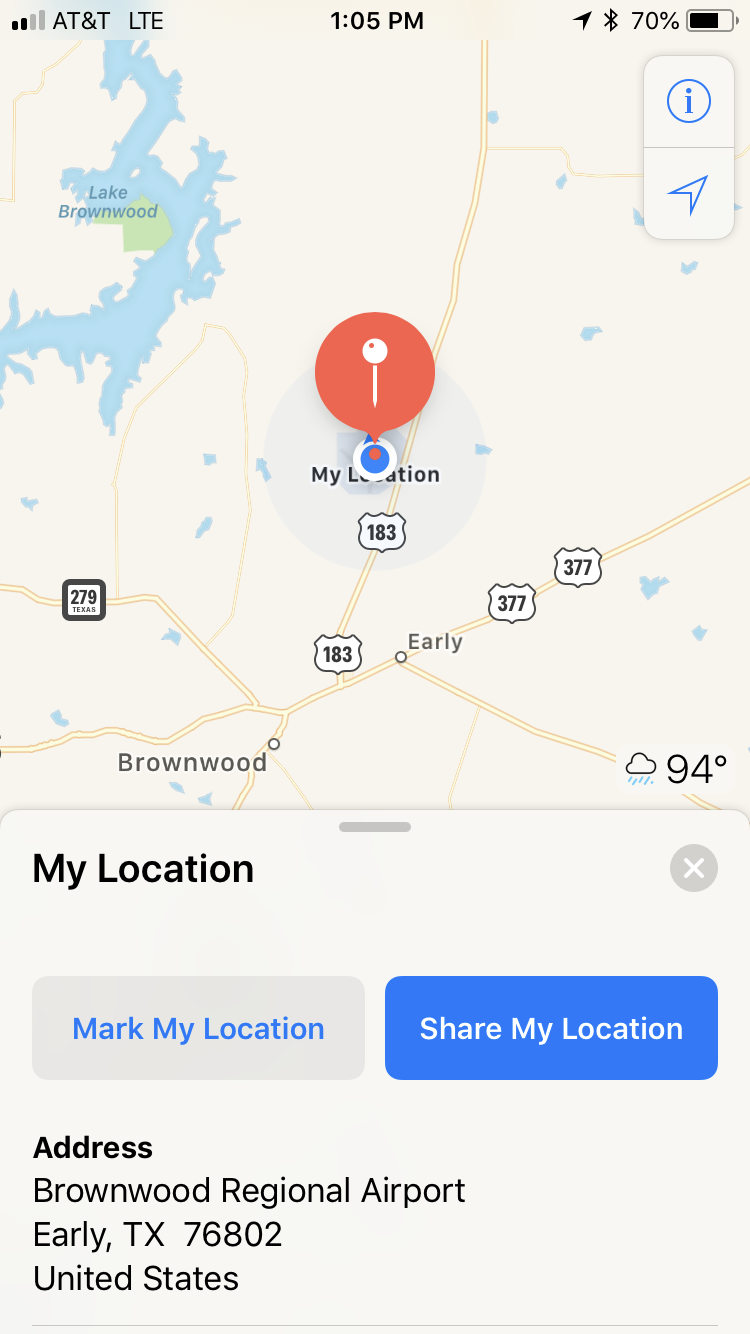 AT&T LTE 1:05 PM 70%
Lake
Brownwood
My Location
183
377
279
TEXAS
377
183
Early
Brownwood
94°
My Location
Mark My Location
Share My Location
Address
Brownwood Regional Airport
Early, TX 76802
United States